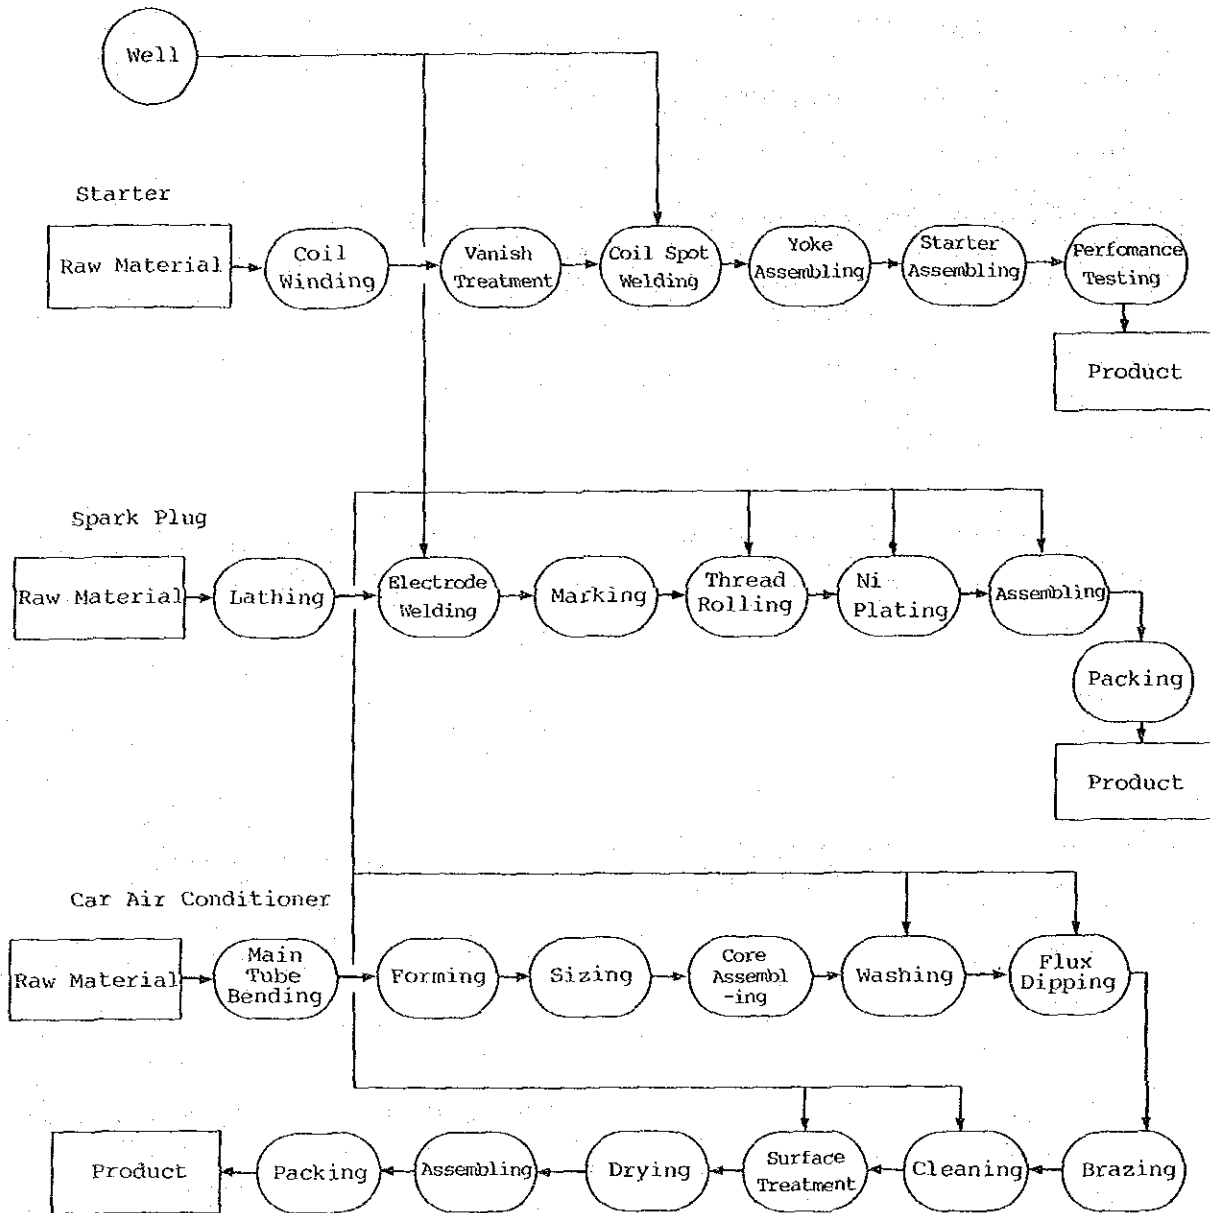 Well
Starter
Raw Material
Coil
Winding
Vanish
Treatment
Coil Spot
Welding
Yoke
Assembling
Starter
Assembling
Perfomance
Testing
Product
Spark Plug
Raw Material
Lathing
Electrode
Welding
Marking
Thread
Rolling
Ni
Plating
Assembling
Packing
Product
Car Air Conditioner
Raw Material
Main
Tube
Bending
Forming
Sizing
Core
Assembl
-ing
Washing
Flux
Dipping
Product
Packing
Assembling
Drying
Surface
Treatment
Cleaning
Brazing